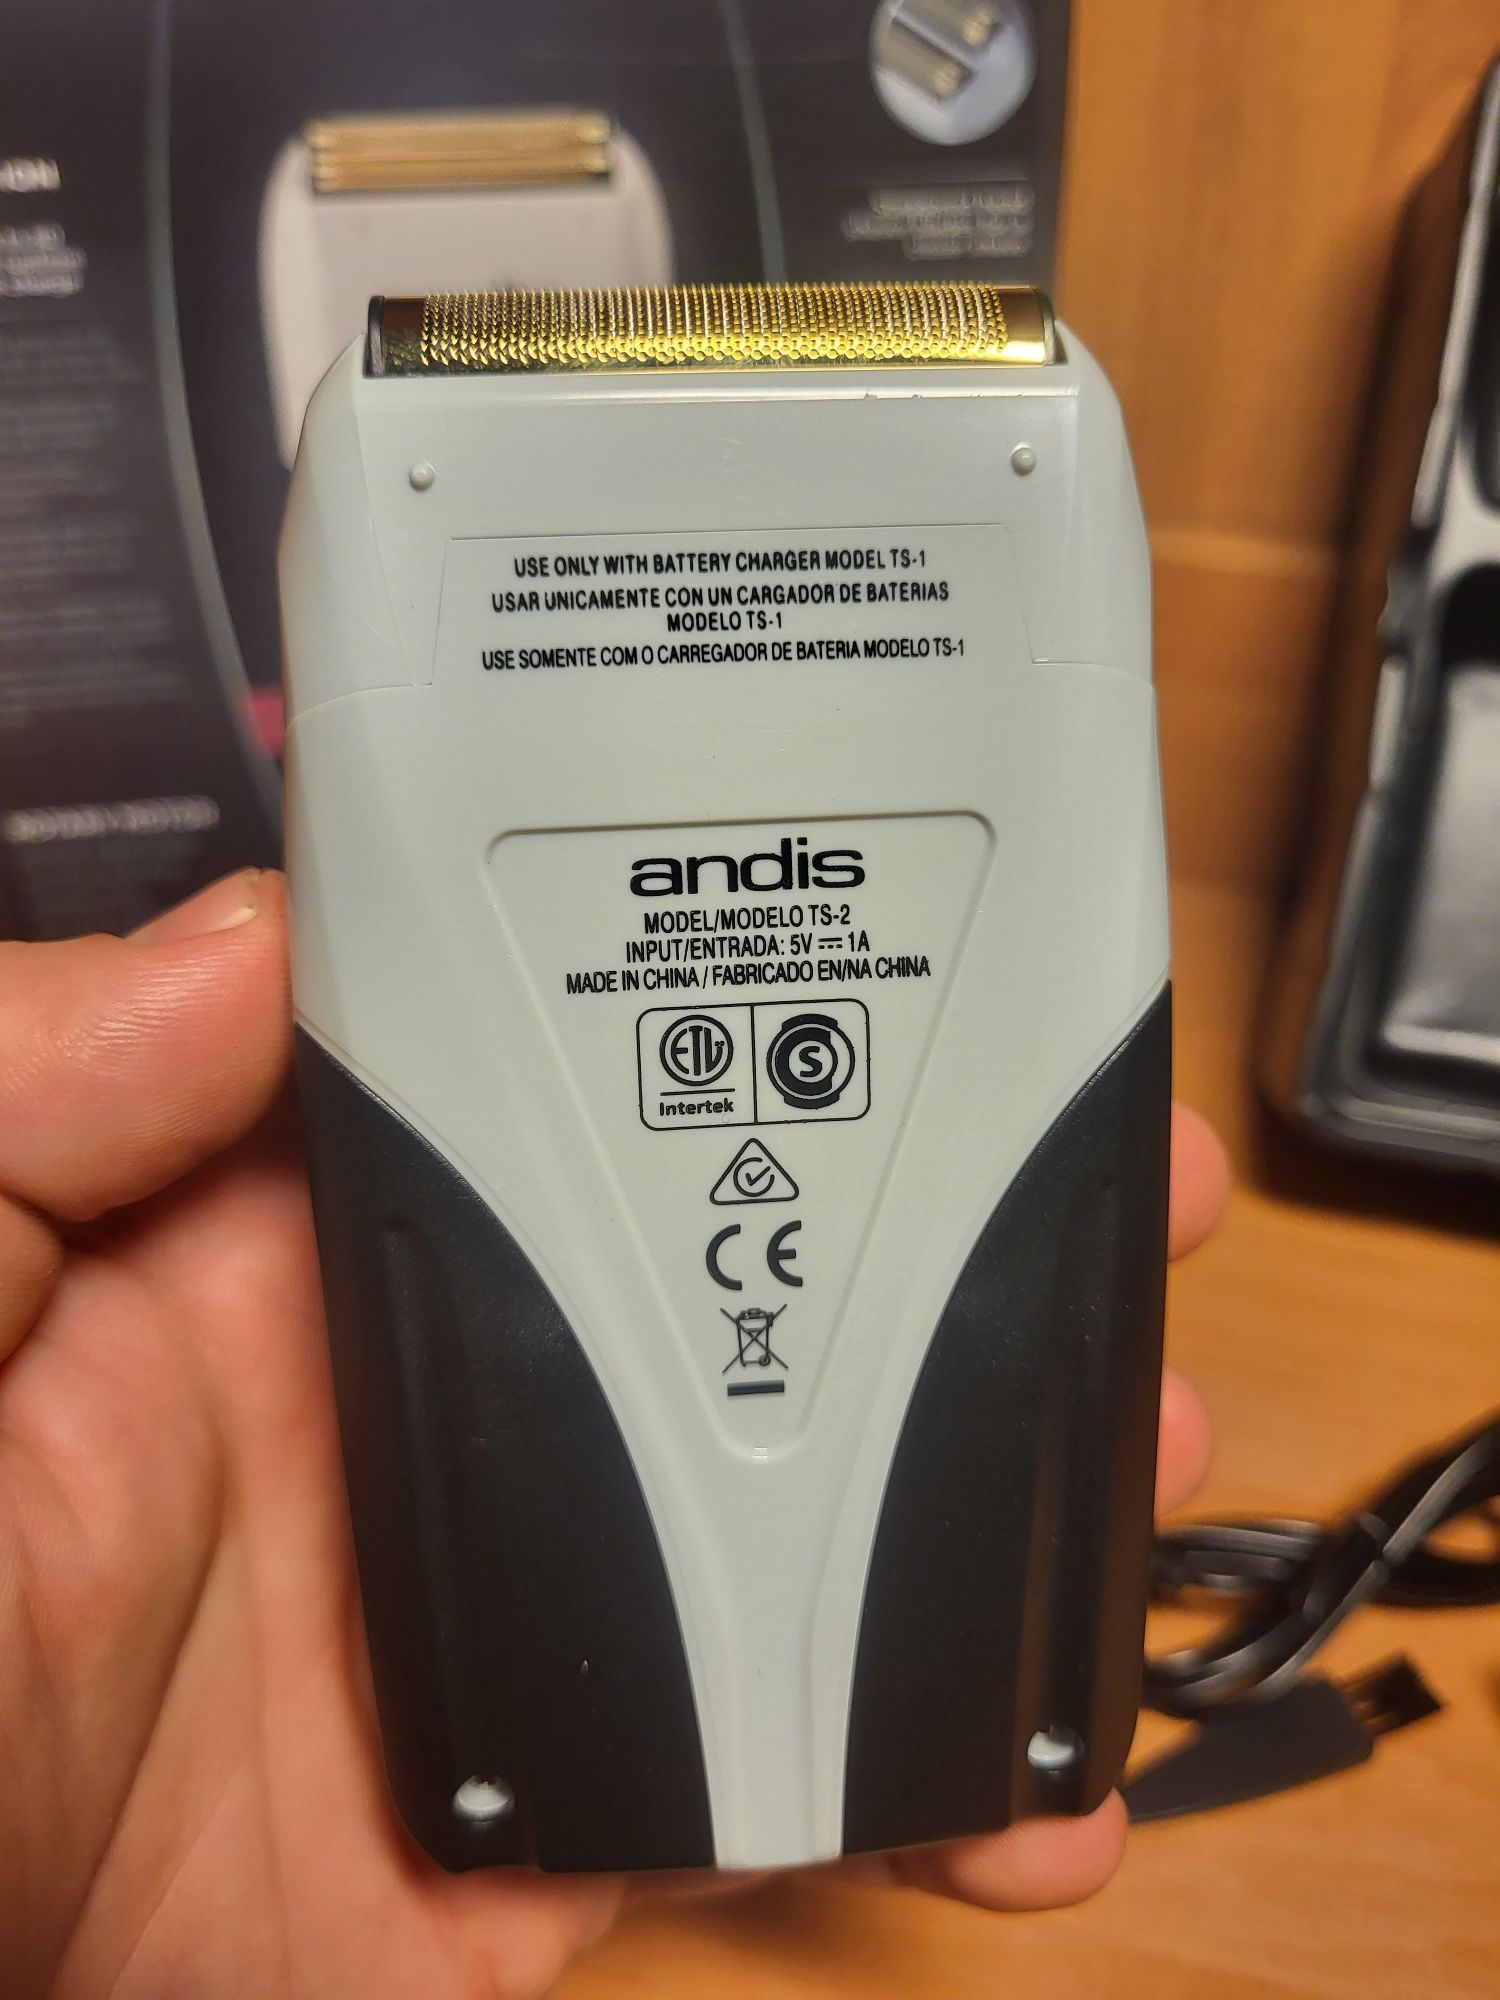 USE ONLY WITH BATTERY CHARGER MODEL TS-1
USAR UNICAMENTE CON UN CARGADOR DE BATERIAS
MODELO TS-1
USE SOMENTE COM O CARREGADOR DE BATERIA MODELO TS-1
andis
MODEL/MODELO TS-2
INPUT/ENTRADA: 5V ⎓ 1A
MADE IN CHINA / FABRICADO EN/NA CHINA
ETL
Intertek
S
CE